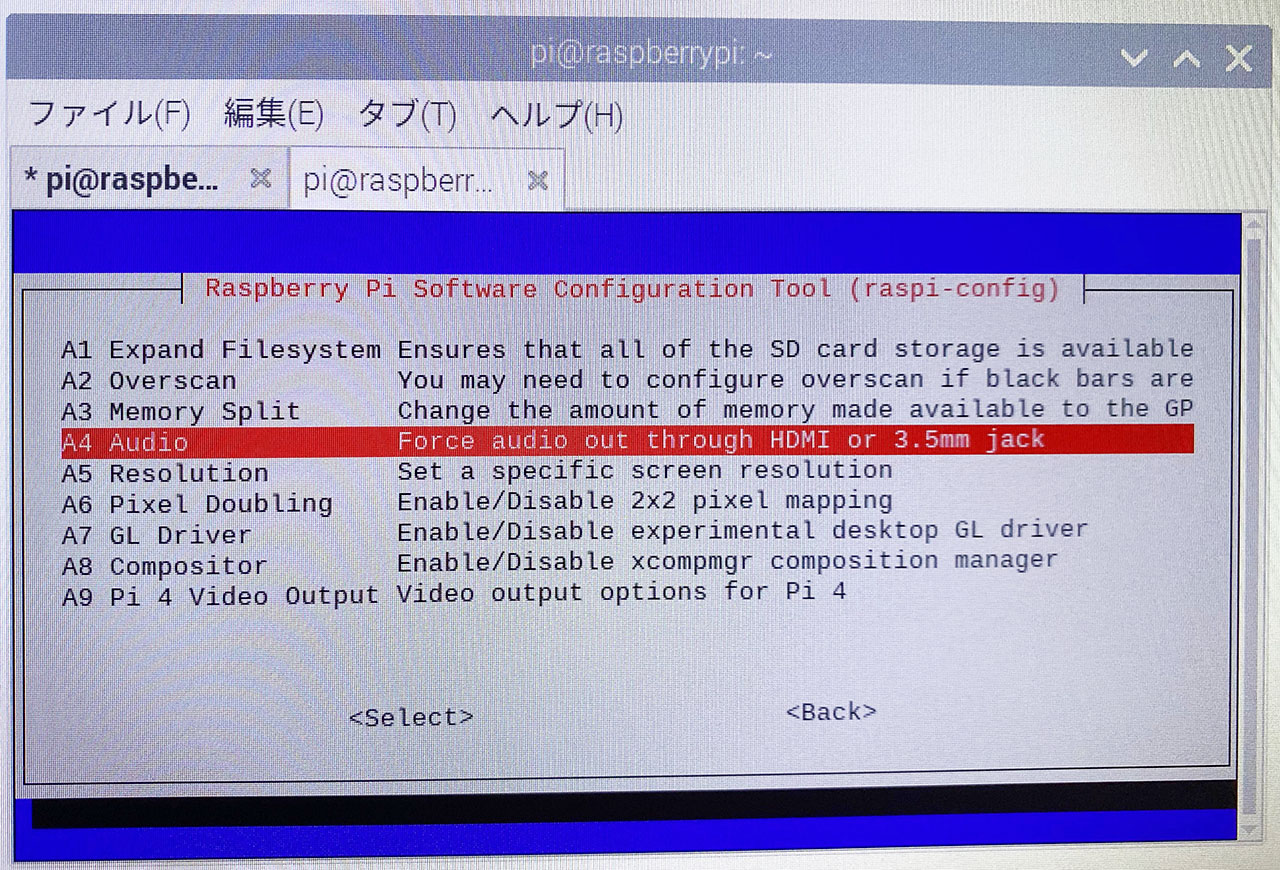 pi@raspberrypi: ~
ファイル(F) 編集(E) タブ(T) ヘルプ(H)
* pi@raspbe... pi@raspberr...
Raspberry Pi Software Configuration Tool (raspi-config)
A1 Expand Filesystem Ensures that all of the SD card storage is available
A2 Overscan You may need to configure overscan if black bars are
A3 Memory Split Change the amount of memory made available to the GP
A4 Audio Force audio out through HDMI or 3.5mm jack
A5 Resolution Set a specific screen resolution
A6 Pixel Doubling Enable/Disable 2x2 pixel mapping
A7 GL Driver Enable/Disable experimental desktop GL driver
A8 Compositor Enable/Disable xcompmgr composition manager
A9 Pi 4 Video Output Video output options for Pi 4
<Select> <Back>